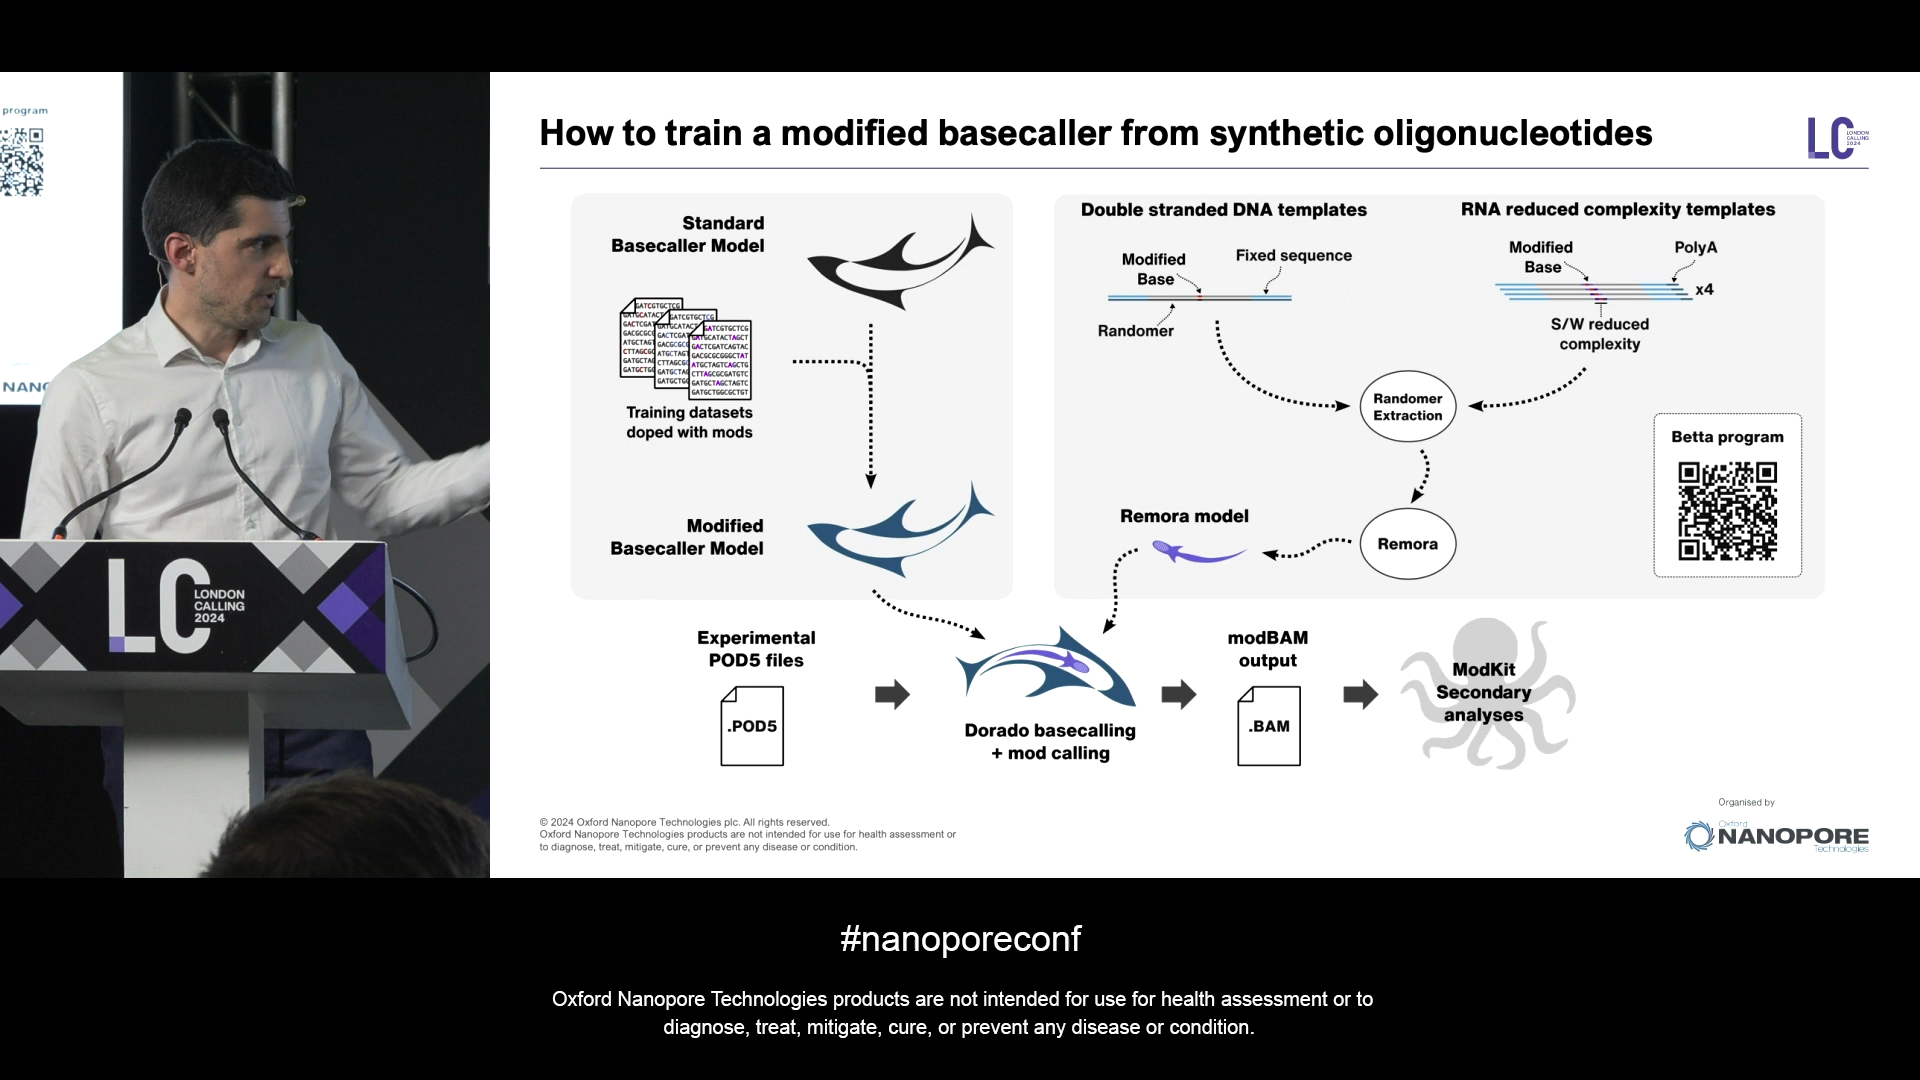 program
NANO
LC
LONDON
CALLING
2024
How to train a modified basecaller from synthetic oligonucleotides
LC
LONDON
CALLING
2024
Standard
Basecaller Model
Training datasets
doped with mods
Modified
Basecaller Model
Double stranded DNA templates
Modified
Base
Fixed sequence
Randomer
RNA reduced complexity templates
Modified
Base
PolyA
x4
S/W reduced
complexity
Randomer
Extraction
Remora
Remora model
Betta program
Experimental
POD5 files
.POD5
Dorado basecalling
+ mod calling
modBAM
output
.BAM
ModKit
Secondary
analyses
© 2024 Oxford Nanopore Technologies plc. All rights reserved.
Oxford Nanopore Technologies products are not intended for use for health assessment or
to diagnose, treat, mitigate, cure, or prevent any disease or condition.
Organised by
Oxford
NANOPORE
Technologies
#nanoporeconf
Oxford Nanopore Technologies products are not intended for use for health assessment or to
diagnose, treat, mitigate, cure, or prevent any disease or condition.